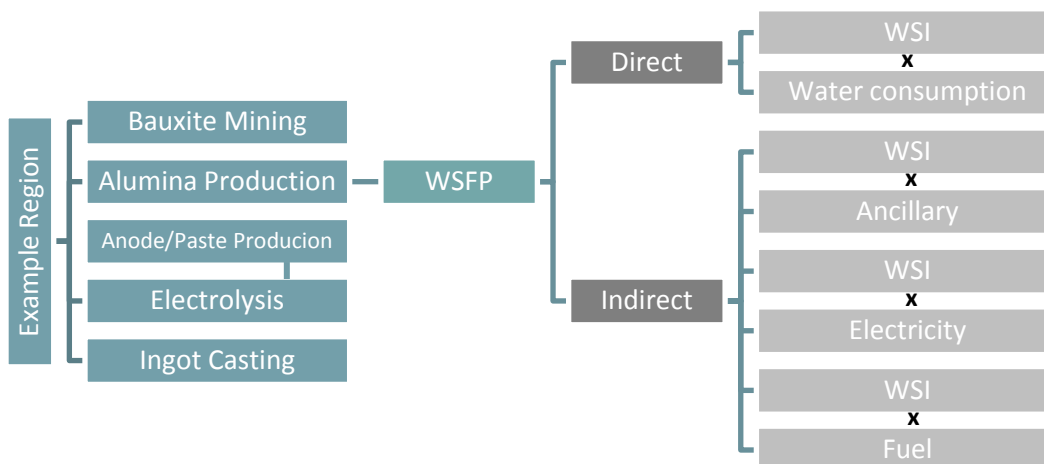 Example Region
Bauxite Mining
Alumina Production
Anode/Paste Producion
Electrolysis
Ingot Casting
WSFP
Direct
WSI
x
Water consumption
Indirect
WSI
x
Ancillary
WSI
x
Electricity
WSI
x
Fuel